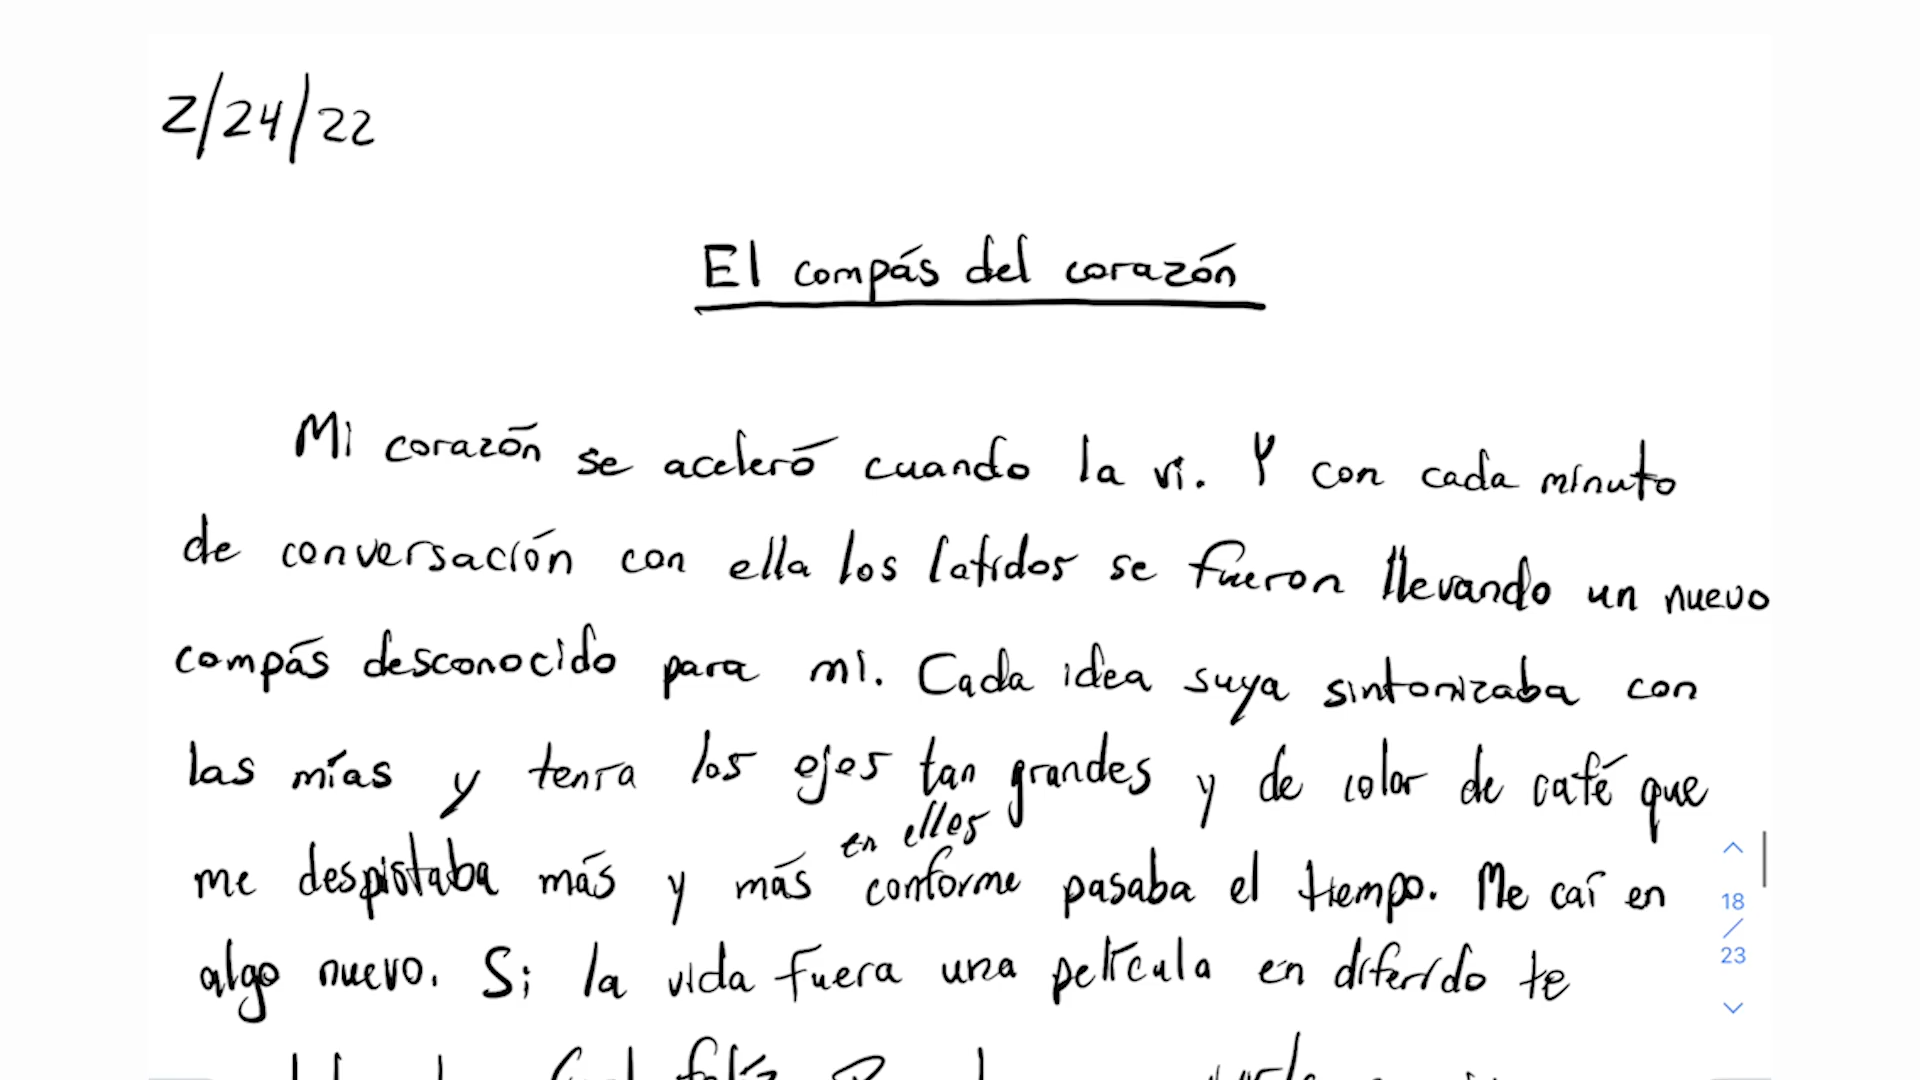 2/24/22
El compás del corazón
Mi corazón se aceleró cuando la vi. Y con cada minuto
de conversación con ella los latidos se fueron llevando un nuevo
compás desconocido para mi. Cada idea suya sintonizaba con
las mías y tenía los ojos tan grandes y de color de café que
en ellos
me despistaba más y más conforme pasaba el tiempo. Me caí en
algo nuevo. Si la vida fuera una película en diferido te
18
/
23